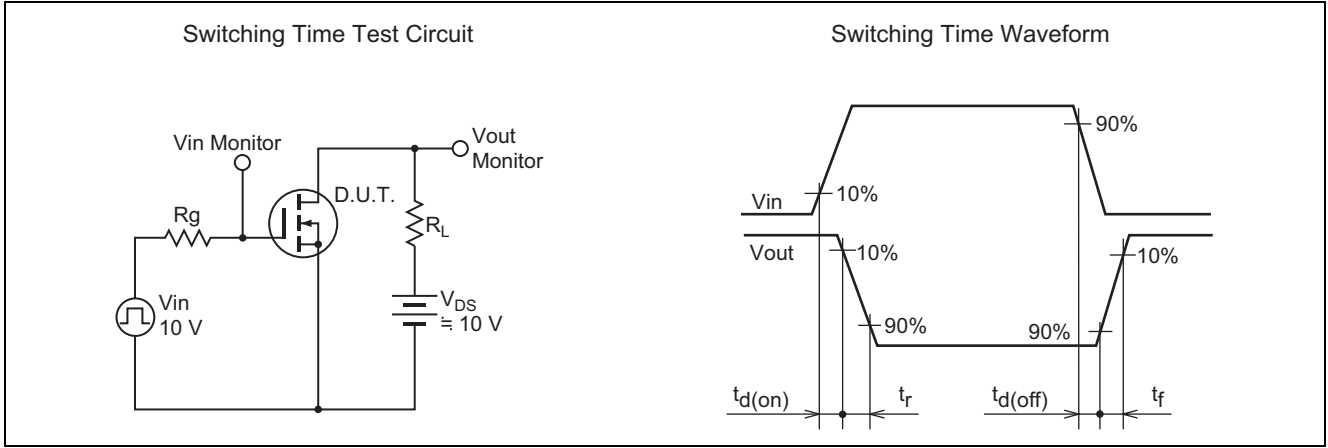 Switching Time Test Circuit
Vin Monitor
Vout
Monitor
D.U.T.
Rg
RL
Vin
10 V
VDS
≒ 10 V
Switching Time Waveform
90%
10%
Vin
Vout
10%
10%
90%
90%
td(on)
tr
td(off)
tf